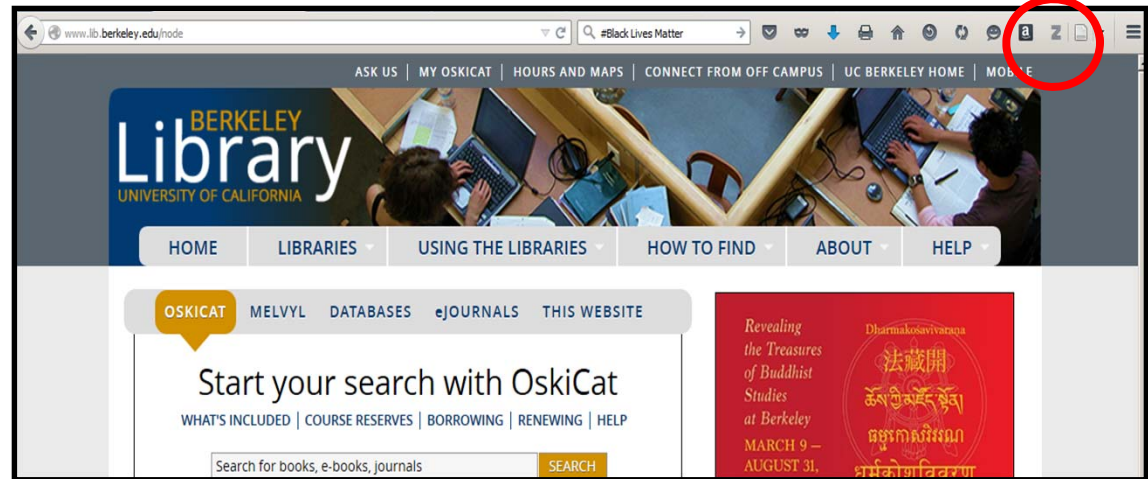 www.lib.berkeley.edu/node
#Black Lives Matter
ASK US | MY OSKICAT | HOURS AND MAPS | CONNECT FROM OFF CAMPUS | UC BERKELEY HOME | MOBILE
BERKELEY
Library
UNIVERSITY OF CALIFORNIA
HOME LIBRARIES USING THE LIBRARIES HOW TO FIND ABOUT HELP
OSKICAT MELVYL DATABASES eJOURNALS THIS WEBSITE
Start your search with OskiCat
WHAT'S INCLUDED | COURSE RESERVES | BORROWING | RENEWING | HELP
Search for books, e-books, journals SEARCH
Revealing
the Treasures
of Buddhist
Studies
at Berkeley
MARCH 9 –
AUGUST 31,
Dharmakośavivaraṇa
法藏開